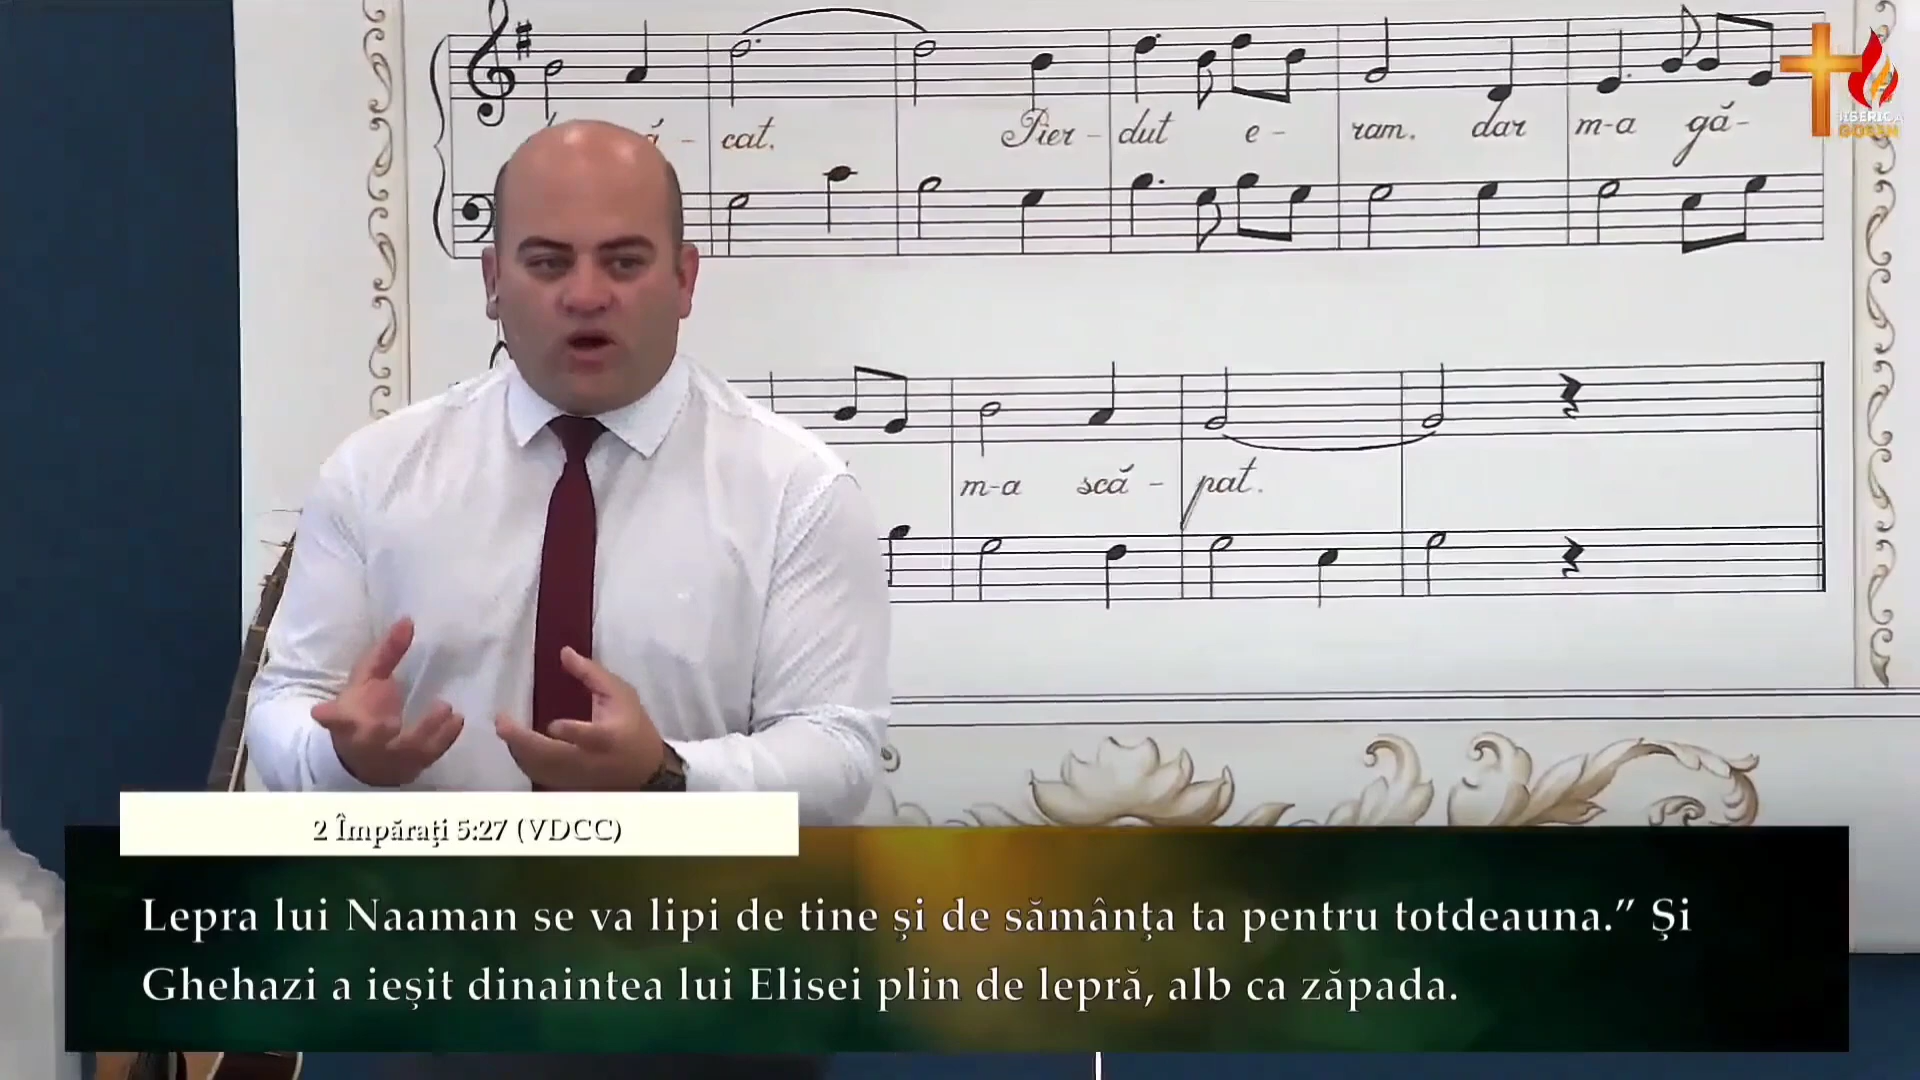 cat. Pier - dut e - ram. dar m-a gă-
BISERICA
GOSEN
m-a scă - pat.
2 Împărați 5:27 (VDCC)
Lepra lui Naaman se va lipi de tine și de sămânța ta pentru totdeauna.” Și
Ghehazi a ieșit dinaintea lui Elisei plin de lepră, alb ca zăpada.